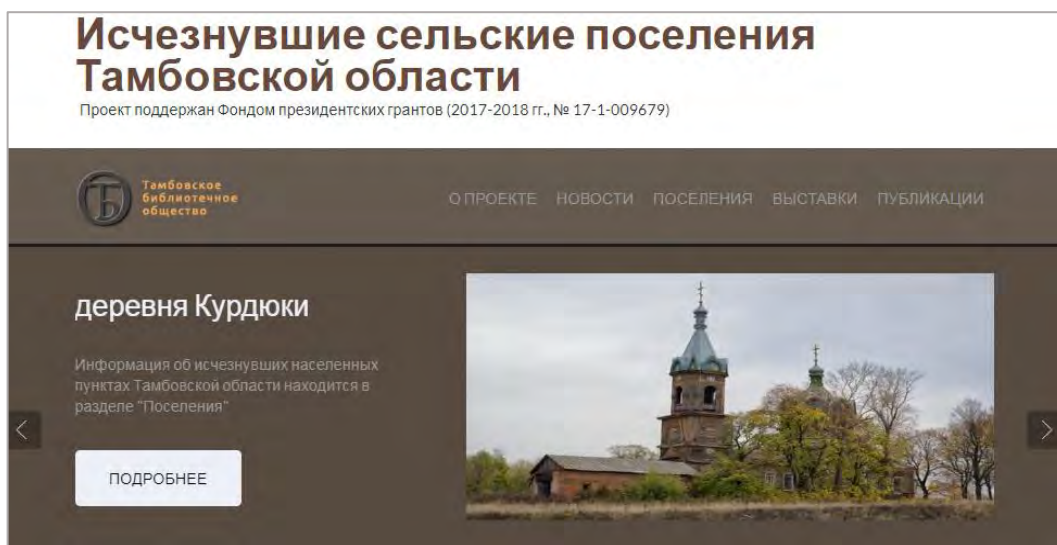 Исчезнувшие сельские поселения
Тамбовской области
Проект поддержан Фондом президентских грантов (2017-2018 гг., № 17-1-009679)
Тамбовское
библиотечное
общество
О ПРОЕКТЕ НОВОСТИ ПОСЕЛЕНИЯ ВЫСТАВКИ ПУБЛИКАЦИИ
деревня Курдюки
Информация об исчезнувших населенных
пунктах Тамбовской области находится в
разделе "Поселения"
ПОДРОБНЕЕ